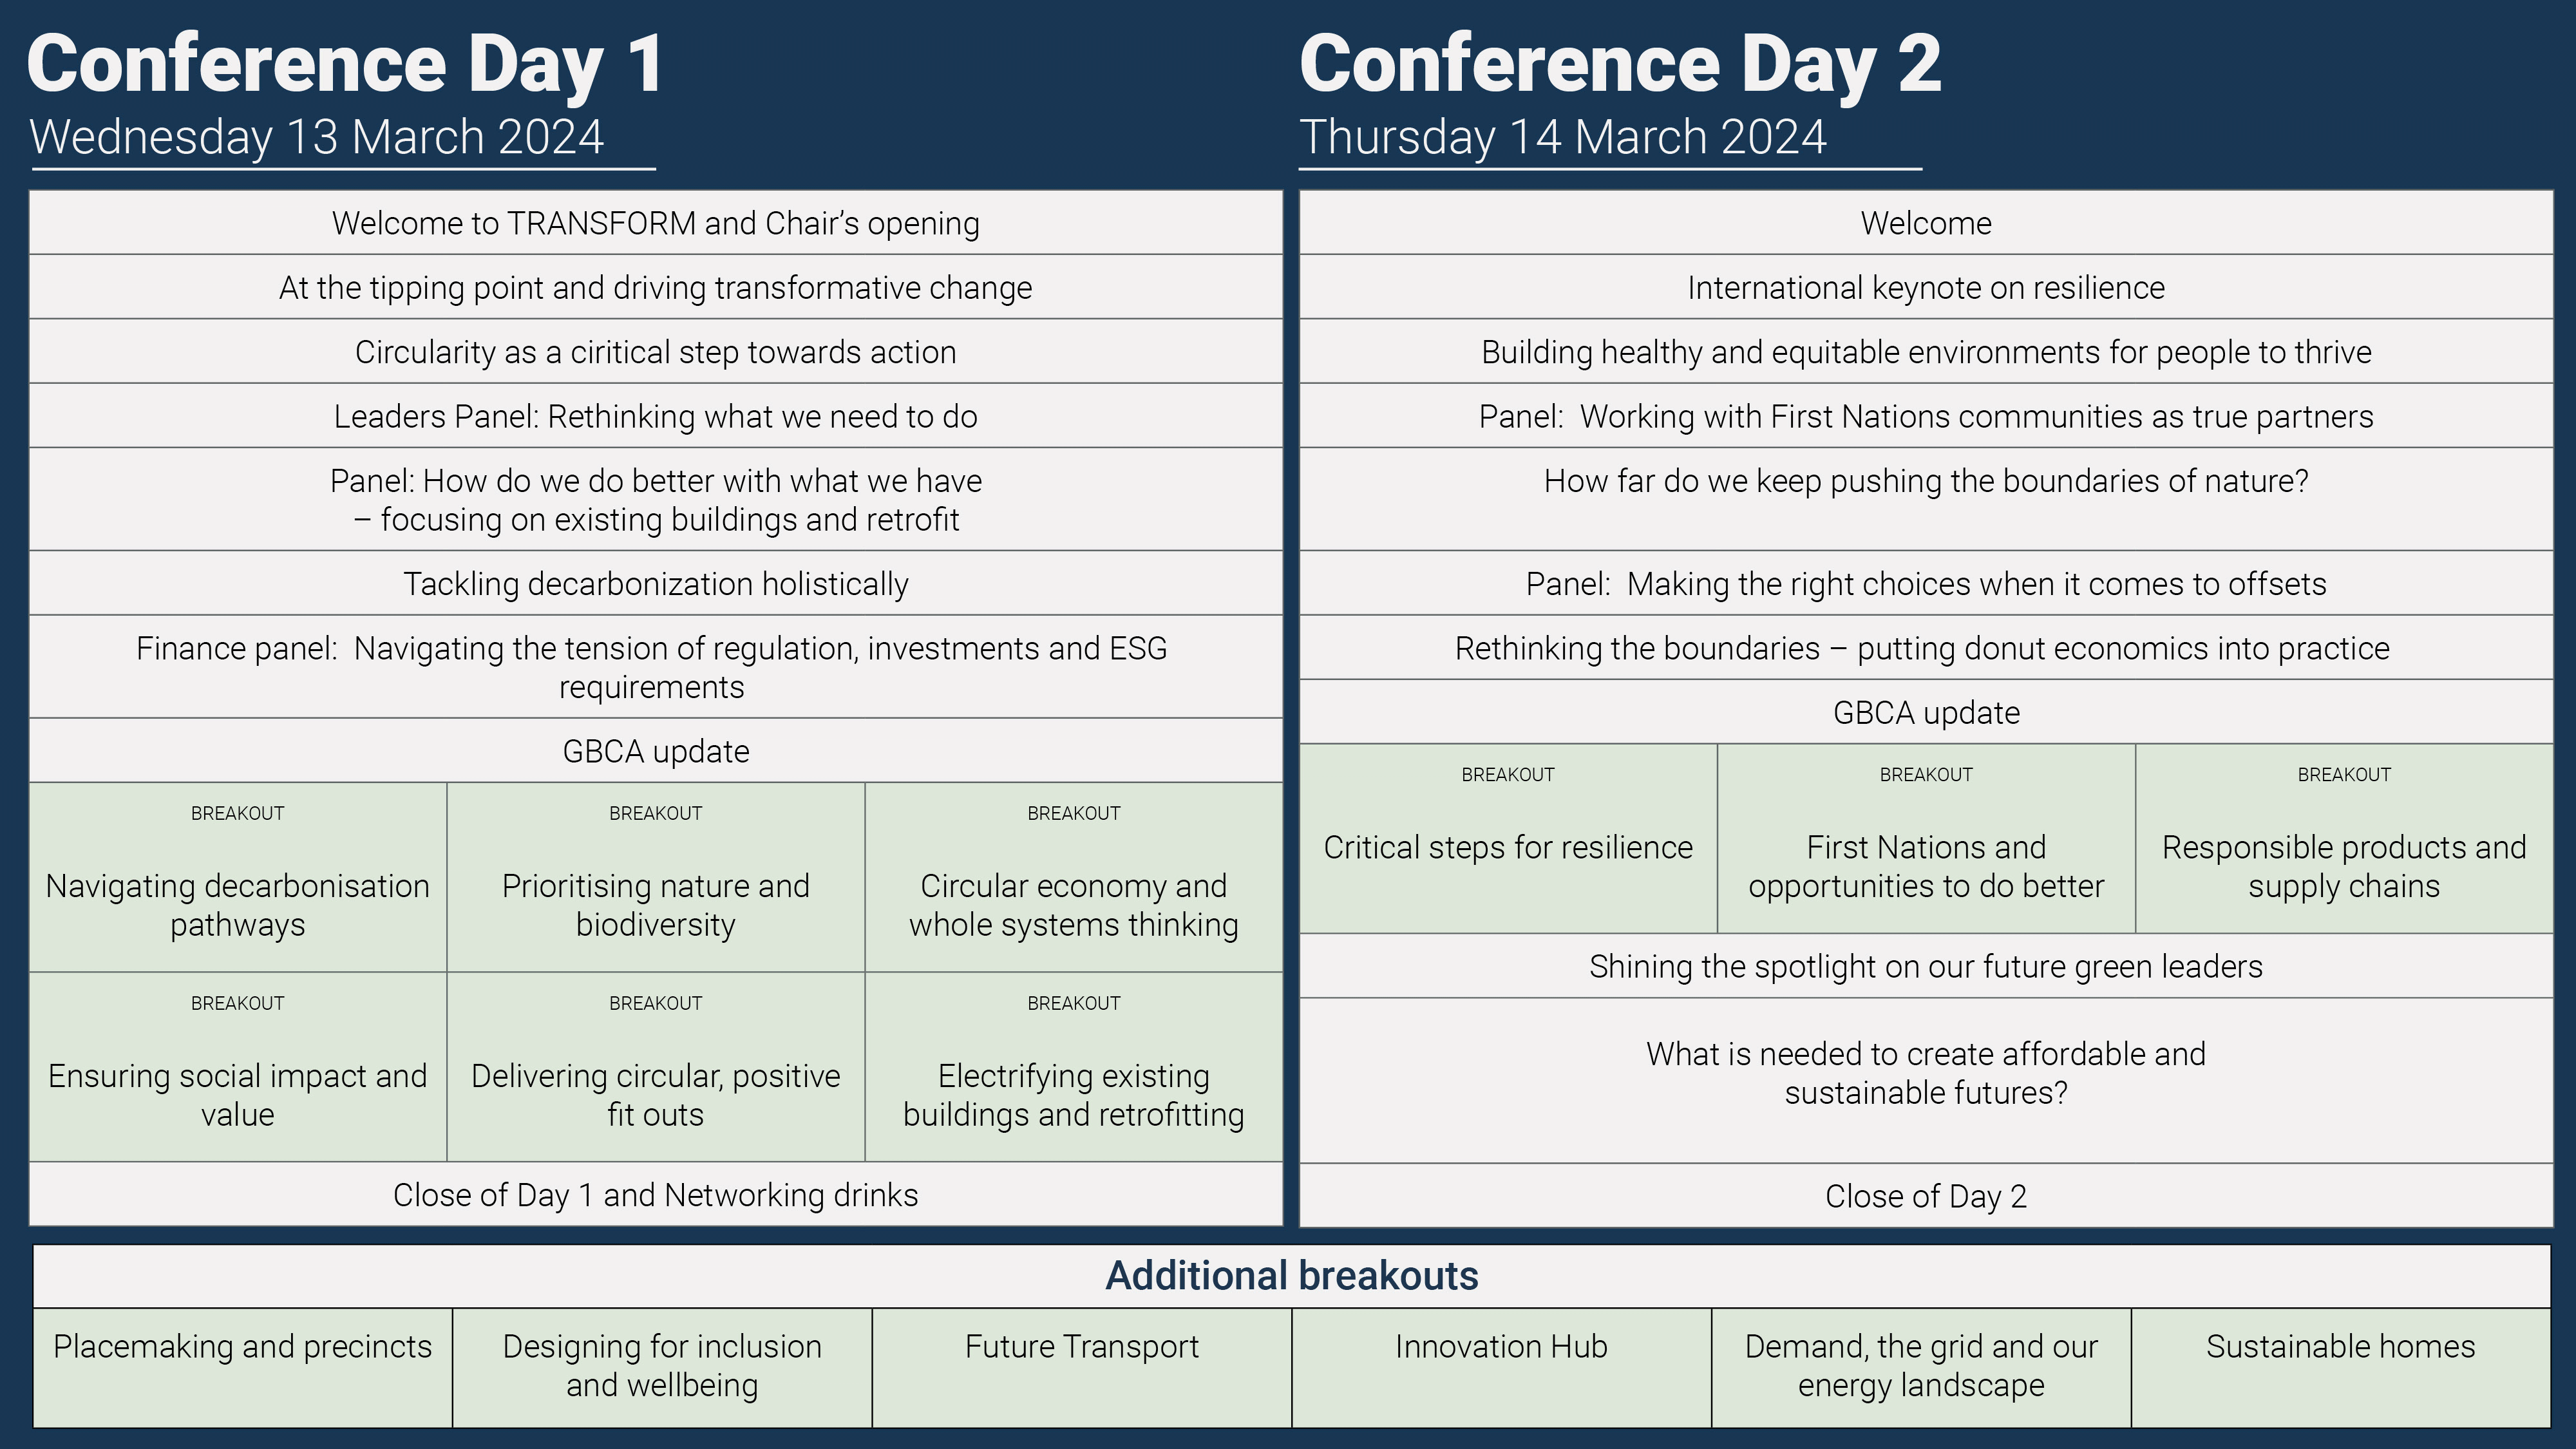 Conference Day 1
Wednesday 13 March 2024
Welcome to TRANSFORM and Chair’s opening
At the tipping point and driving transformative change
Circularity as a ciritical step towards action
Leaders Panel: Rethinking what we need to do
Panel: How do we do better with what we have
– focusing on existing buildings and retrofit
Tackling decarbonization holistically
Finance panel:  Navigating the tension of regulation, investments and ESG
requirements
GBCA update
BREAKOUT
Navigating decarbonisation
pathways
BREAKOUT
Prioritising nature and
biodiversity
BREAKOUT
Circular economy and
whole systems thinking
BREAKOUT
Ensuring social impact and
value
BREAKOUT
Delivering circular, positive
fit outs
BREAKOUT
Electrifying existing
buildings and retrofitting
Close of Day 1 and Networking drinks
Conference Day 2
Thursday 14 March 2024
Welcome
International keynote on resilience
Building healthy and equitable environments for people to thrive
Panel:  Working with First Nations communities as true partners
How far do we keep pushing the boundaries of nature?
Panel:  Making the right choices when it comes to offsets
Rethinking the boundaries – putting donut economics into practice
GBCA update
BREAKOUT
Critical steps for resilience
BREAKOUT
First Nations and
opportunities to do better
BREAKOUT
Responsible products and
supply chains
Shining the spotlight on our future green leaders
What is needed to create affordable and
sustainable futures?
Close of Day 2
Additional breakouts
Placemaking and precincts
Designing for inclusion
and wellbeing
Future Transport
Innovation Hub
Demand, the grid and our
energy landscape
Sustainable homes